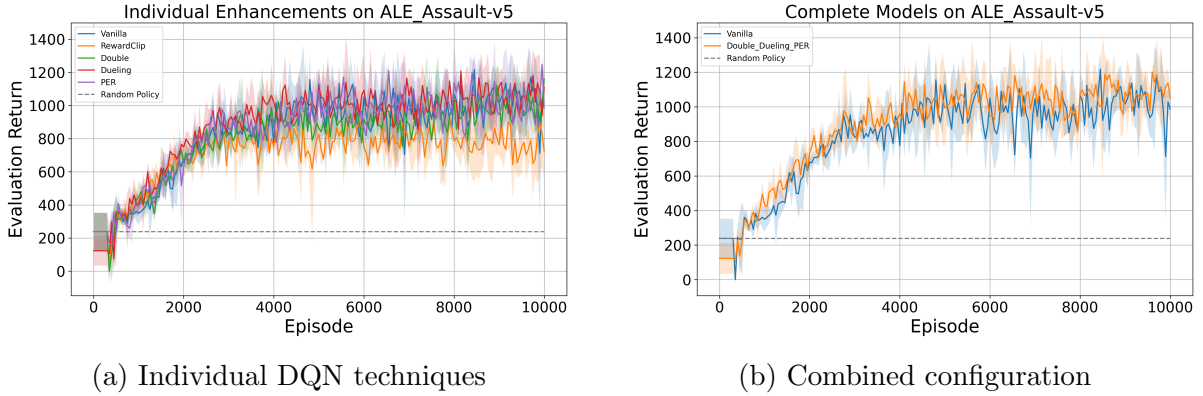 Individual Enhancements on ALE_Assault-v5
Evaluation Return
1400
1200
1000
800
600
400
200
0
Vanilla
RewardClip
Double
Dueling
PER
Random Policy
0 2000 4000 6000 8000 10000
Episode
(a) Individual DQN techniques
Complete Models on ALE_Assault-v5
Evaluation Return
1400
1200
1000
800
600
400
200
0
Vanilla
Double_Dueling_PER
Random Policy
0 2000 4000 6000 8000 10000
Episode
(b) Combined configuration